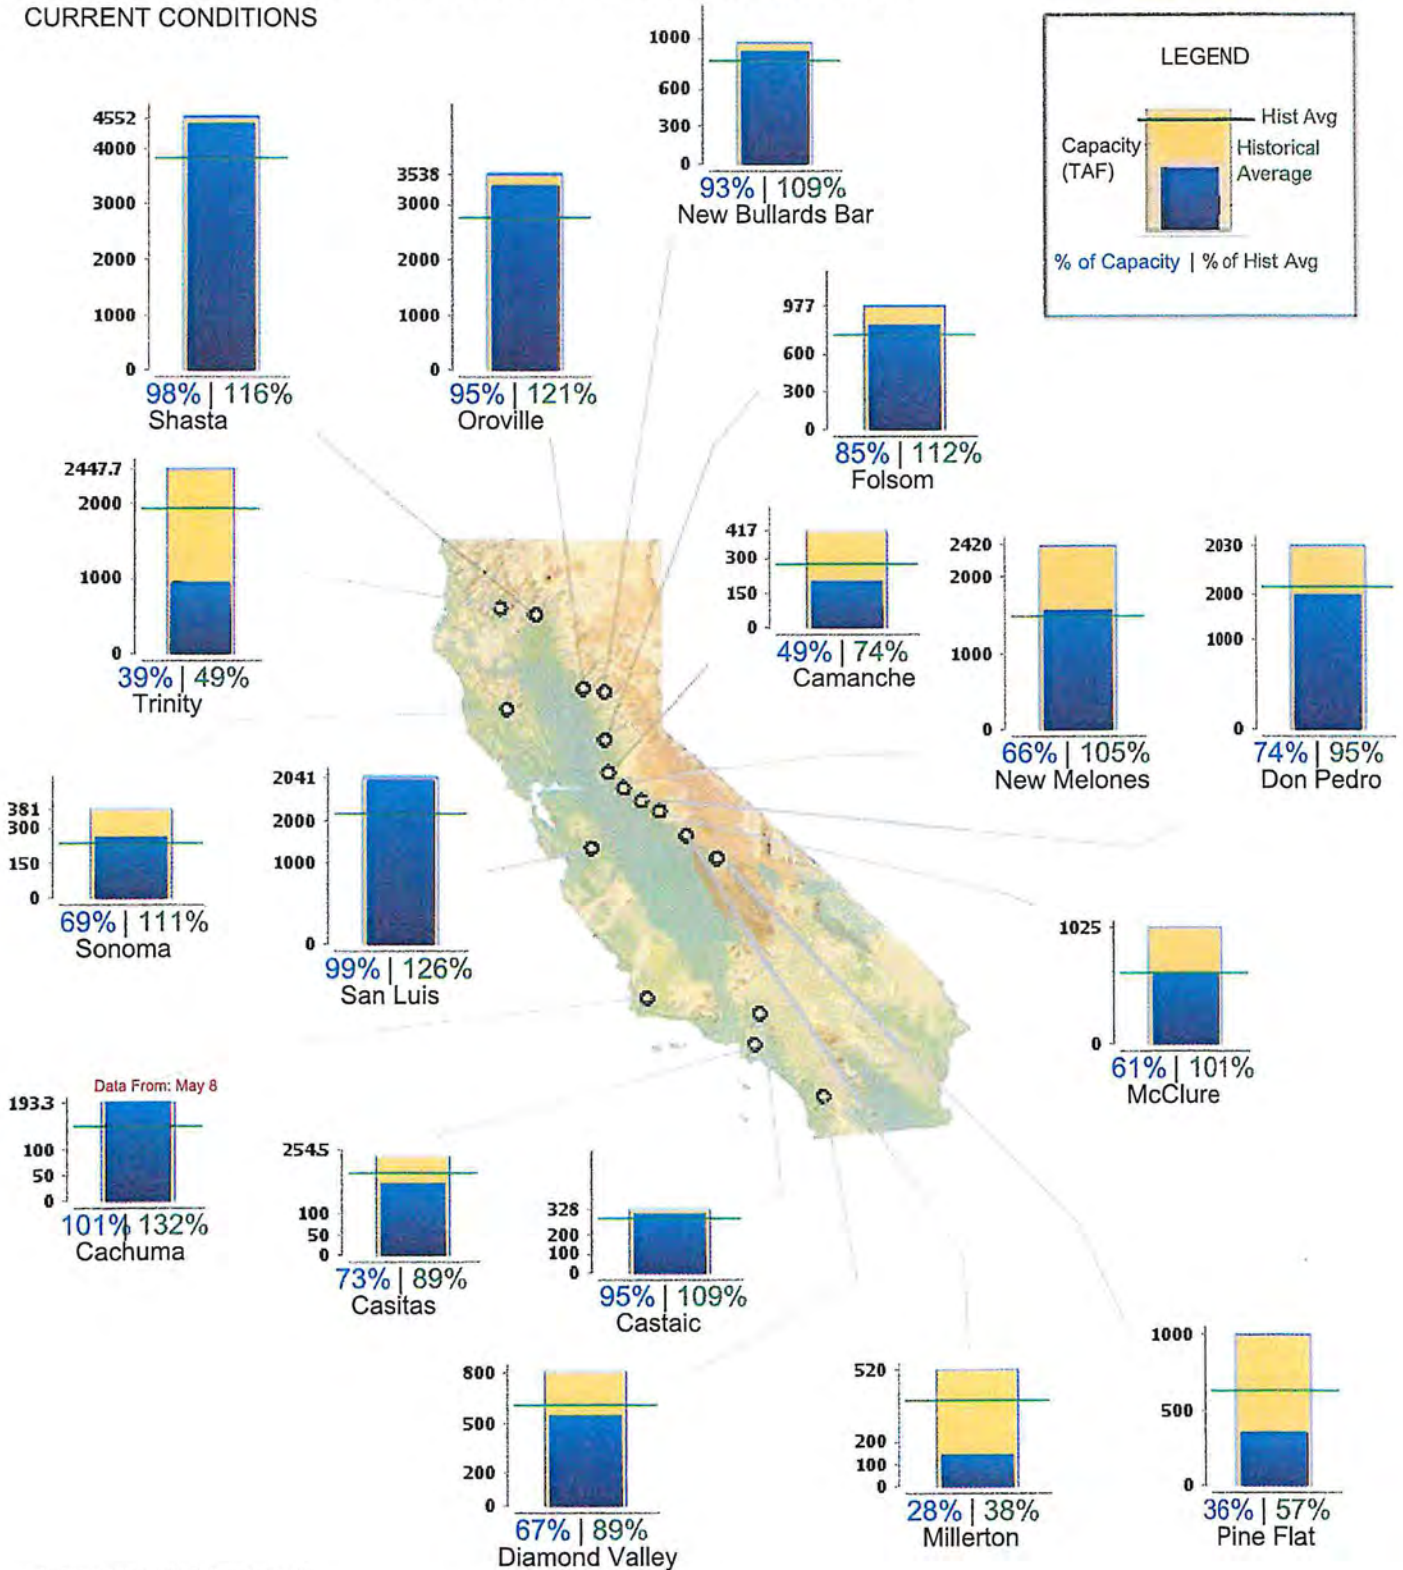 CURRENT CONDITIONS
LEGEND
Hist Avg
Capacity
(TAF)
Historical
Average
% of Capacity | % of Hist Avg
1000
600
300
0
93% | 109%
New Bullards Bar
4552
4000
3000
2000
1000
0
98% | 116%
Shasta
3538
3000
2000
1000
0
95% | 121%
Oroville
977
600
300
0
85% | 112%
Folsom
2447.7
2000
1000
0
39% | 49%
Trinity
417
300
150
0
49% | 74%
Camanche
2420
2000
1000
0
66% | 105%
New Melones
2030
2000
1000
0
74% | 95%
Don Pedro
381
300
150
0
69% | 111%
Sonoma
2041
2000
1000
0
99% | 126%
San Luis
1025
0
61% | 101%
McClure
Data From: May 8
193.3
100
50
0
101% | 132%
Cachuma
254.5
100
50
0
73% | 89%
Casitas
328
200
100
0
95% | 109%
Castaic
800
500
200
0
67% | 89%
Diamond Valley
520
200
100
0
28% | 38%
Millerton
1000
500
0
36% | 57%
Pine Flat